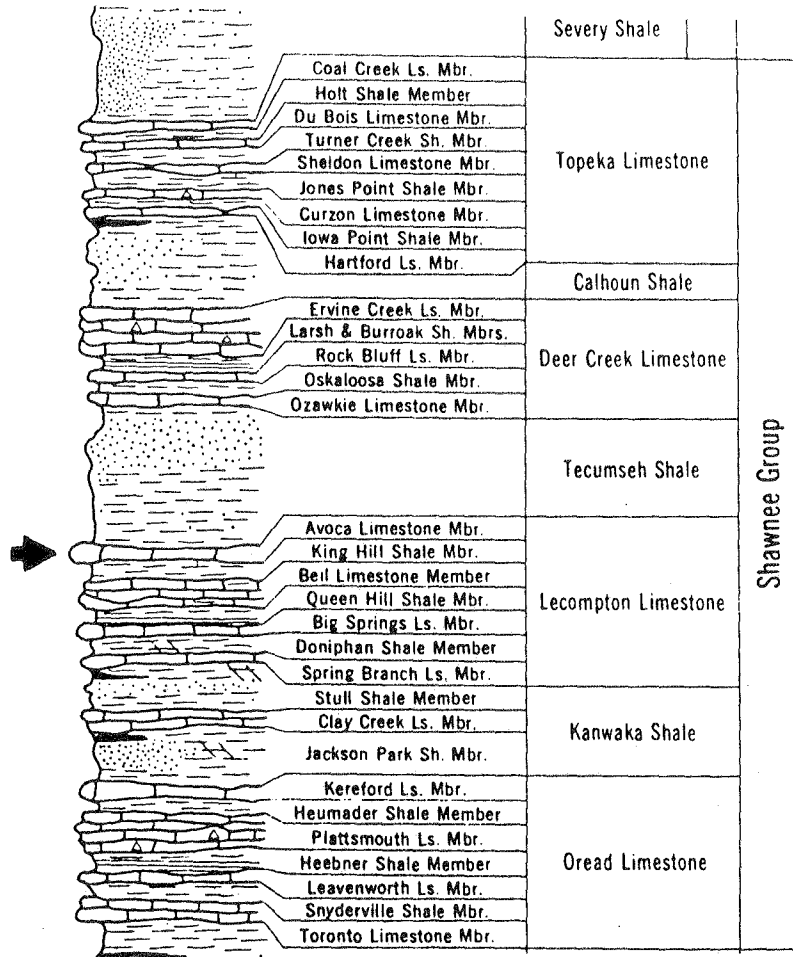 Severy Shale
Coal Creek Ls. Mbr.
Holt Shale Member
Du Bois Limestone Mbr.
Turner Creek Sh. Mbr.
Sheldon Limestone Mbr.
Jones Point Shale Mbr.
Curzon Limestone Mbr.
Iowa Point Shale Mbr.
Hartford Ls. Mbr.
Topeka Limestone
Calhoun Shale
Ervine Creek Ls. Mbr.
Larsh & Burroak Sh. Mbrs.
Rock Bluff Ls. Mbr.
Oskaloosa Shale Mbr.
Ozawkie Limestone Mbr.
Deer Creek Limestone
Tecumseh Shale
Avoca Limestone Mbr.
King Hill Shale Mbr.
Beil Limestone Member
Queen Hill Shale Mbr.
Big Springs Ls. Mbr.
Doniphan Shale Member
Spring Branch Ls. Mbr.
Lecompton Limestone
Stull Shale Member
Clay Creek Ls. Mbr.
Jackson Park Sh. Mbr.
Kanwaka Shale
Kereford Ls. Mbr.
Heumader Shale Member
Plattsmouth Ls. Mbr.
Heebner Shale Member
Leavenworth Ls. Mbr.
Snyderville Shale Mbr.
Toronto Limestone Mbr.
Oread Limestone
Shawnee Group